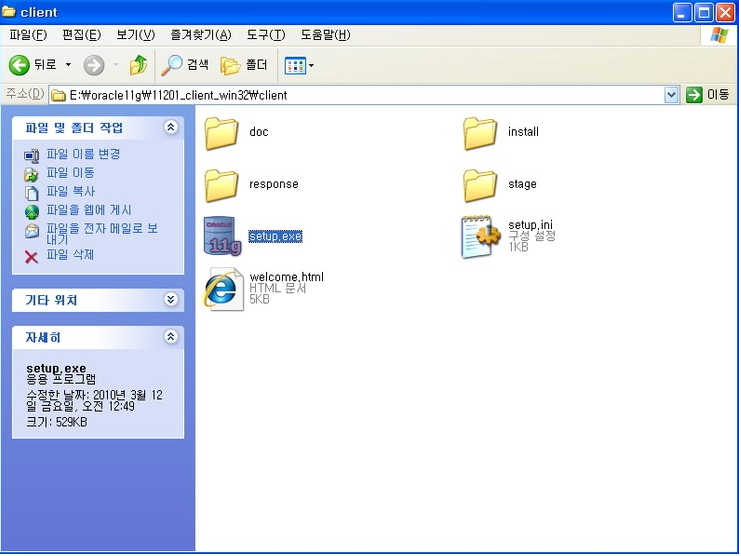 client
파일(F) 편집(E) 보기(V) 즐겨찾기(A) 도구(T) 도움말(H)
뒤로 검색 폴더
주소(D) E:\oracle11g\11201_client_win32\client 이동
파일 및 폴더 작업
파일 이름 변경
파일 이동
파일 복사
파일을 웹에 게시
파일을 전자 메일로 보
내기
파일 삭제
기타 위치
자세히
setup.exe
응용 프로그램
수정한 날짜: 2010년 3월 12
일 금요일, 오전 12:49
크기: 529KB
doc
install
response
stage
ORACLE
11g
setup.exe
setup.ini
구성 설정
1KB
welcome.html
HTML 문서
5KB